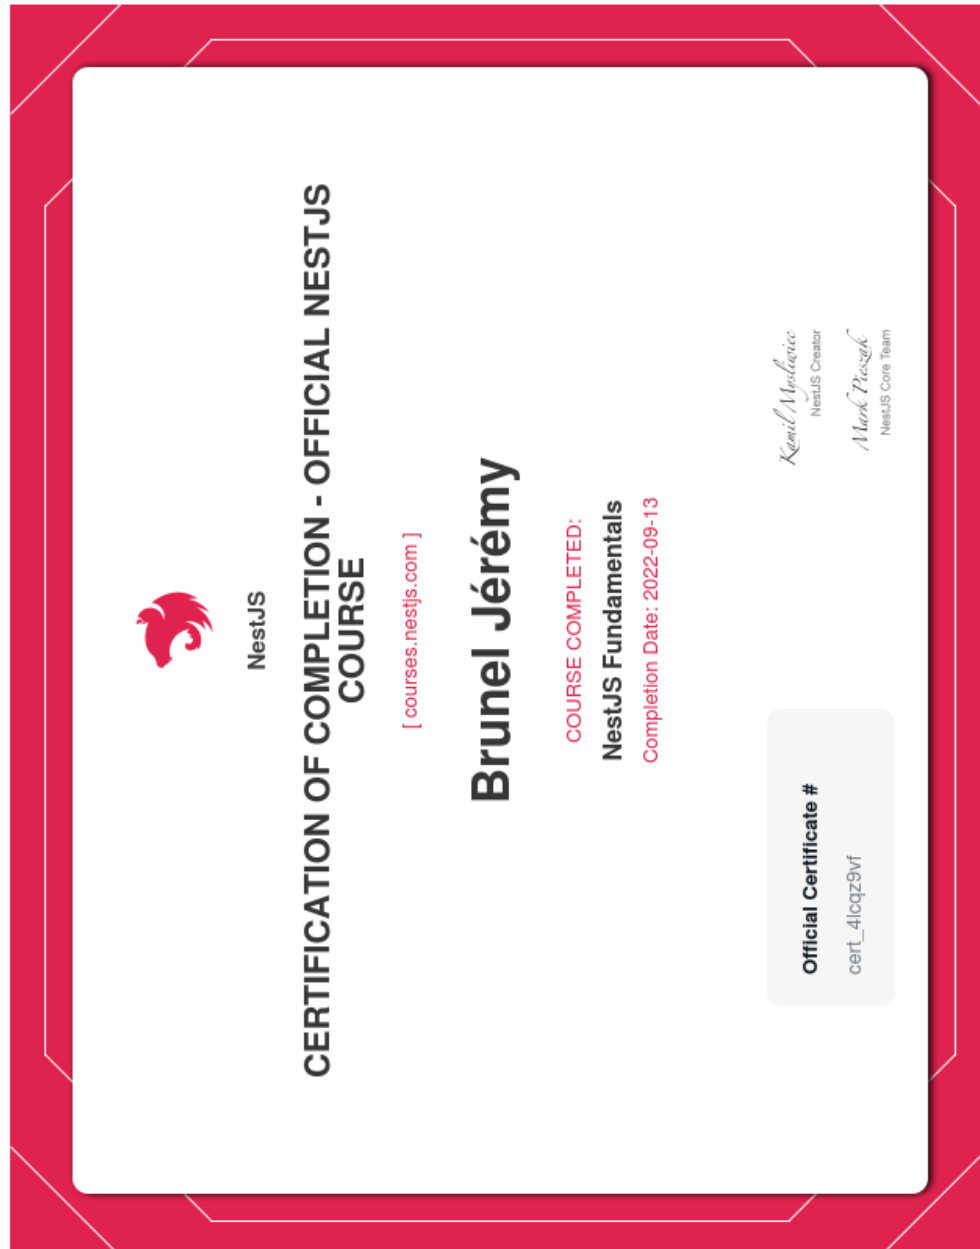 NestJS
CERTIFICATION OF COMPLETION - OFFICIAL NESTJS
COURSE
[ courses.nestjs.com ]
Brunel Jérémy
COURSE COMPLETED:
NestJS Fundamentals
Completion Date: 2022-09-13
Official Certificate #
cert_4lcqz9vf
Kamil Mysliwiec
NestJS Creator
Mark Pieszak
NestJS Core Team